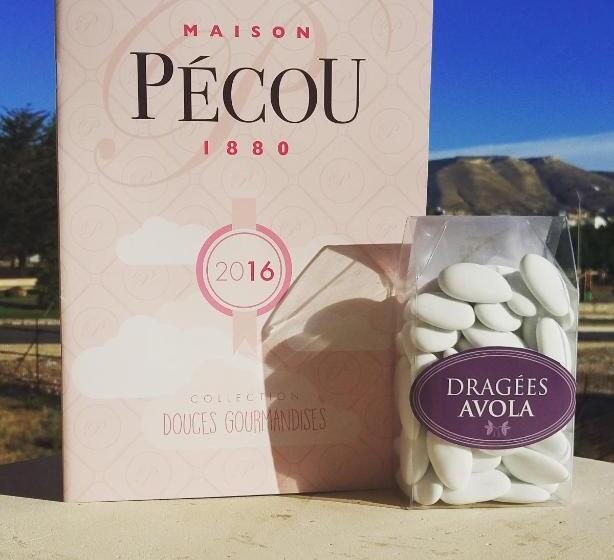 MAISON
PÉCOU
1880
2016
COLLECTION
DOUCES GOURMANDISES
DRAGÉES
AVOLA